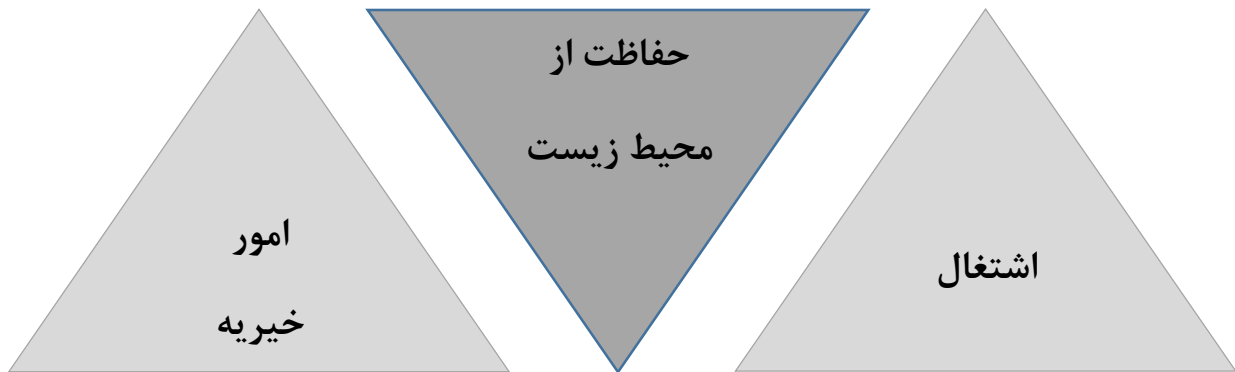 اشتغال
حفاظت از
محیط زیست
امور
خیریه